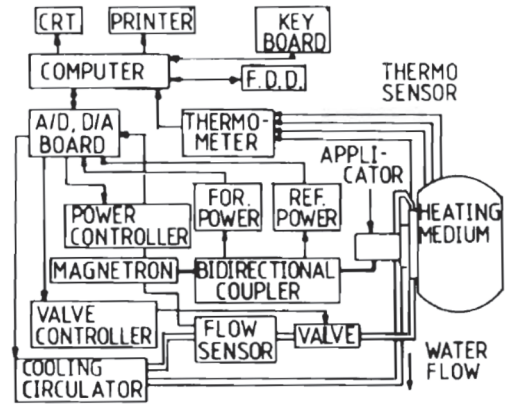 CRT
PRINTER
KEY
BOARD
COMPUTER
F.D.D.
THERMO
SENSOR
A/D, D/A
BOARD
THERMO-
METER
APPLI-
CATOR
FOR.
POWER
REF.
POWER
POWER
CONTROLLER
HEATING
MEDIUM
MAGNETRON
BIDIRECTIONAL
COUPLER
VALVE
CONTROLLER
FLOW
SENSOR
VALVE
WATER
FLOW
COOLING
CIRCULATOR